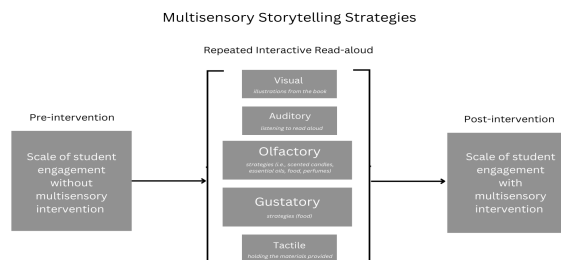 Multisensory Storytelling Strategies
Repeated Interactive Read-aloud
Pre-intervention
Scale of student
engagement
without
multisensory
intervention
Visual
illustrations from the book
Auditory
listening to read aloud
Olfactory
strategies (i.e., scented candles,
essential oils, food, perfumes)
Gustatory
strategies (food)
Tactile
holding the materials provided
Post-intervention
Scale of student
engagement
with
multisensory
intervention